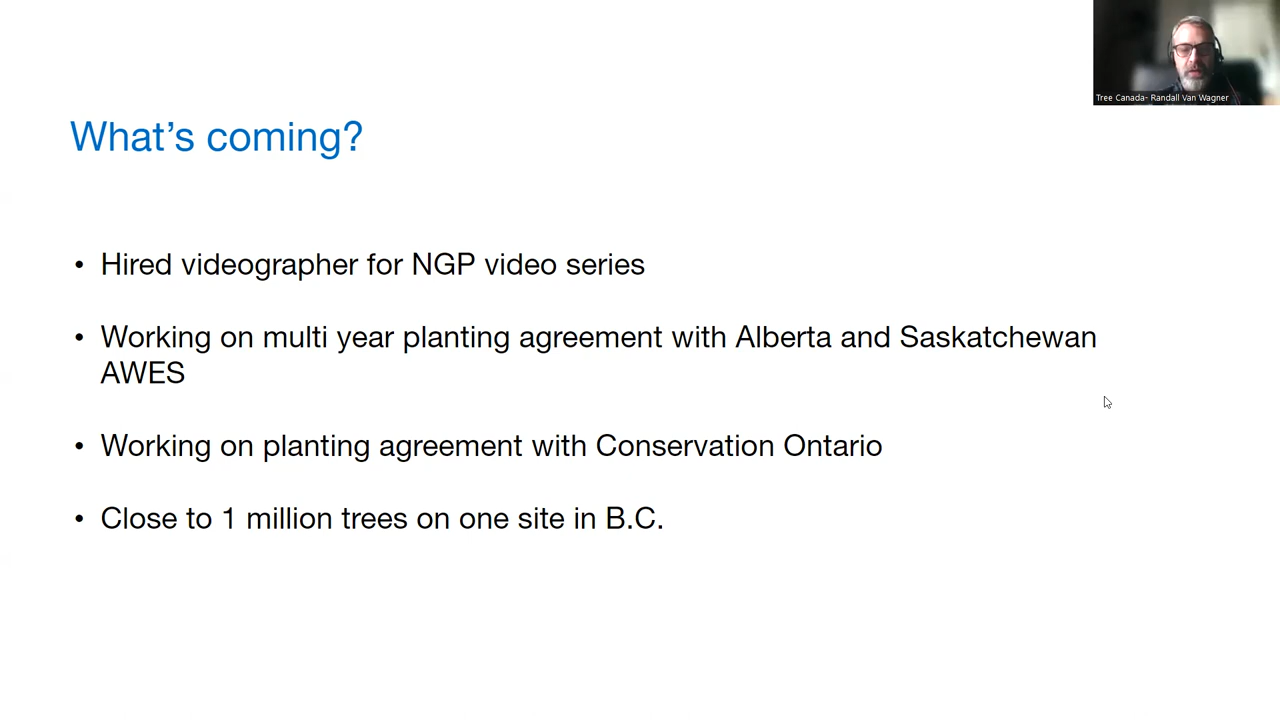 Tree Canada- Randall Van Wagner
What's coming?
• Hired videographer for NGP video series
• Working on multi year planting agreement with Alberta and Saskatchewan
AWES
• Working on planting agreement with Conservation Ontario
• Close to 1 million trees on one site in B.C.